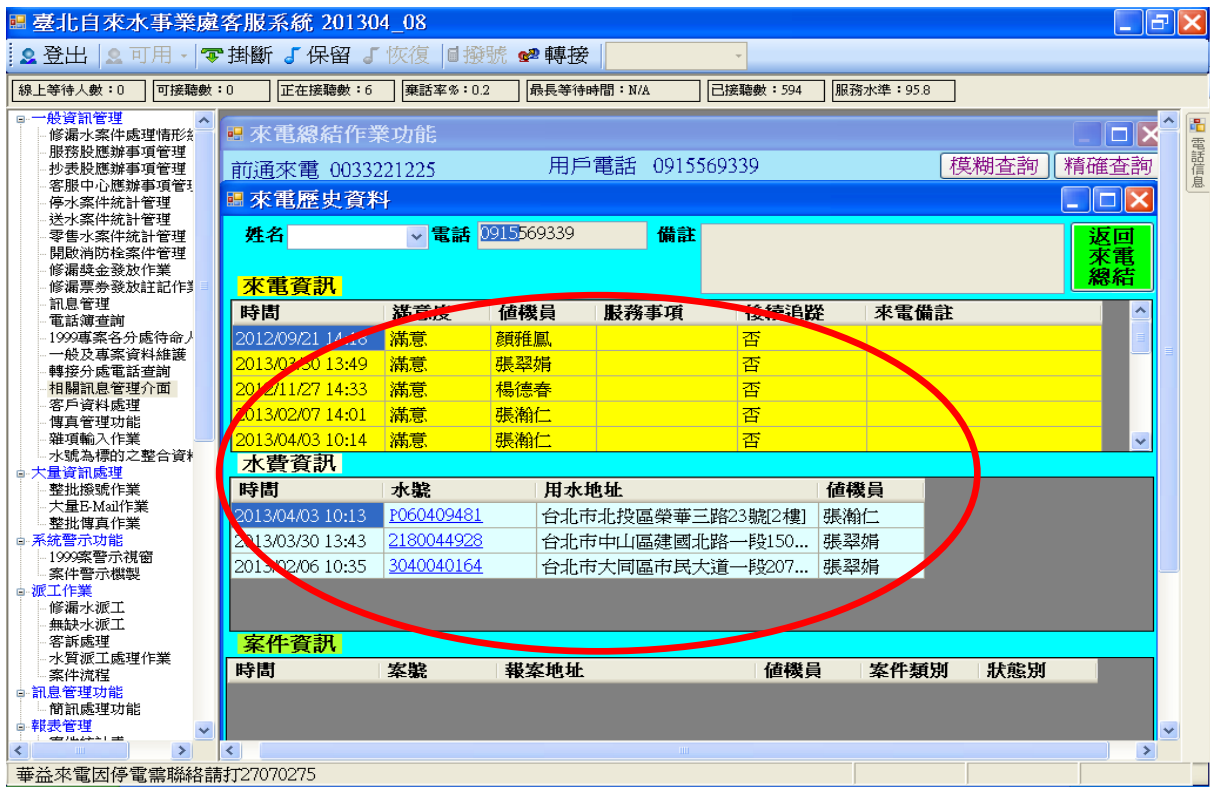 臺北自來水事業處客服系統 201304_08
登出 可用 掛斷 保留 恢復 撥號 轉接
線上等待人數：0 可接聽數：0 正在接聽數：6 棄話率%：0.2 最長等待時間：N/A 已接聽數：594 服務水準：95.8
一般資訊管理
修漏水案件處理情形
服務股應辦事項管理
抄表股應辦事項管理
客服中心應辦事項管理
停水案件統計管理
送水案件統計管理
零售水案件統計管理
開啟消防栓案件管理
修漏獎金發放作業
修漏票券發放註記作業
訊息管理
電話簿查詢
1999專案各分處待命人
一般及專案資料維護
轉接分處電話查詢
相關訊息管理介面
客戶資料處理
傳真管理功能
雜項輸入作業
水號為標的之整合資料
大量資訊處理
整批撥號作業
大量E-Mail作業
整批傳真作業
系統警示功能
1999案警示視窗
案件警示機製
派工作業
修漏水派工
無缺水派工
客訴處理
水質派工處理作業
案件流程
訊息管理功能
簡訊處理功能
報表管理
案件統計表
來電總結作業功能
前通來電 0033221225 用戶電話 0915569339 模糊查詢 精確查詢
來電歷史資料
姓名 電話 0915569339 備註 返回來電總結
來電資訊
時間 滿意度 值機員 服務事項 後續追蹤 來電備註
2012/09/21 14:18 滿意 顏雅鳳 否
2013/03/30 13:49 滿意 張翠娟 否
2012/11/27 14:33 滿意 楊德春 否
2013/02/07 14:01 滿意 張瀚仁 否
2013/04/03 10:14 滿意 張瀚仁 否
水費資訊
時間 水號 用水地址 值機員
2013/04/03 10:13 P060409481 台北市北投區榮華三路23號[2樓] 張瀚仁
2013/03/30 13:43 2180044928 台北市中山區建國北路一段150... 張翠娟
2013/02/06 10:35 3040040164 台北市大同區市民大道一段207... 張翠娟
案件資訊
時間 案號 報案地址 值機員 案件類別 狀態別
電話信息
華益來電因停電需聯絡請打27070275